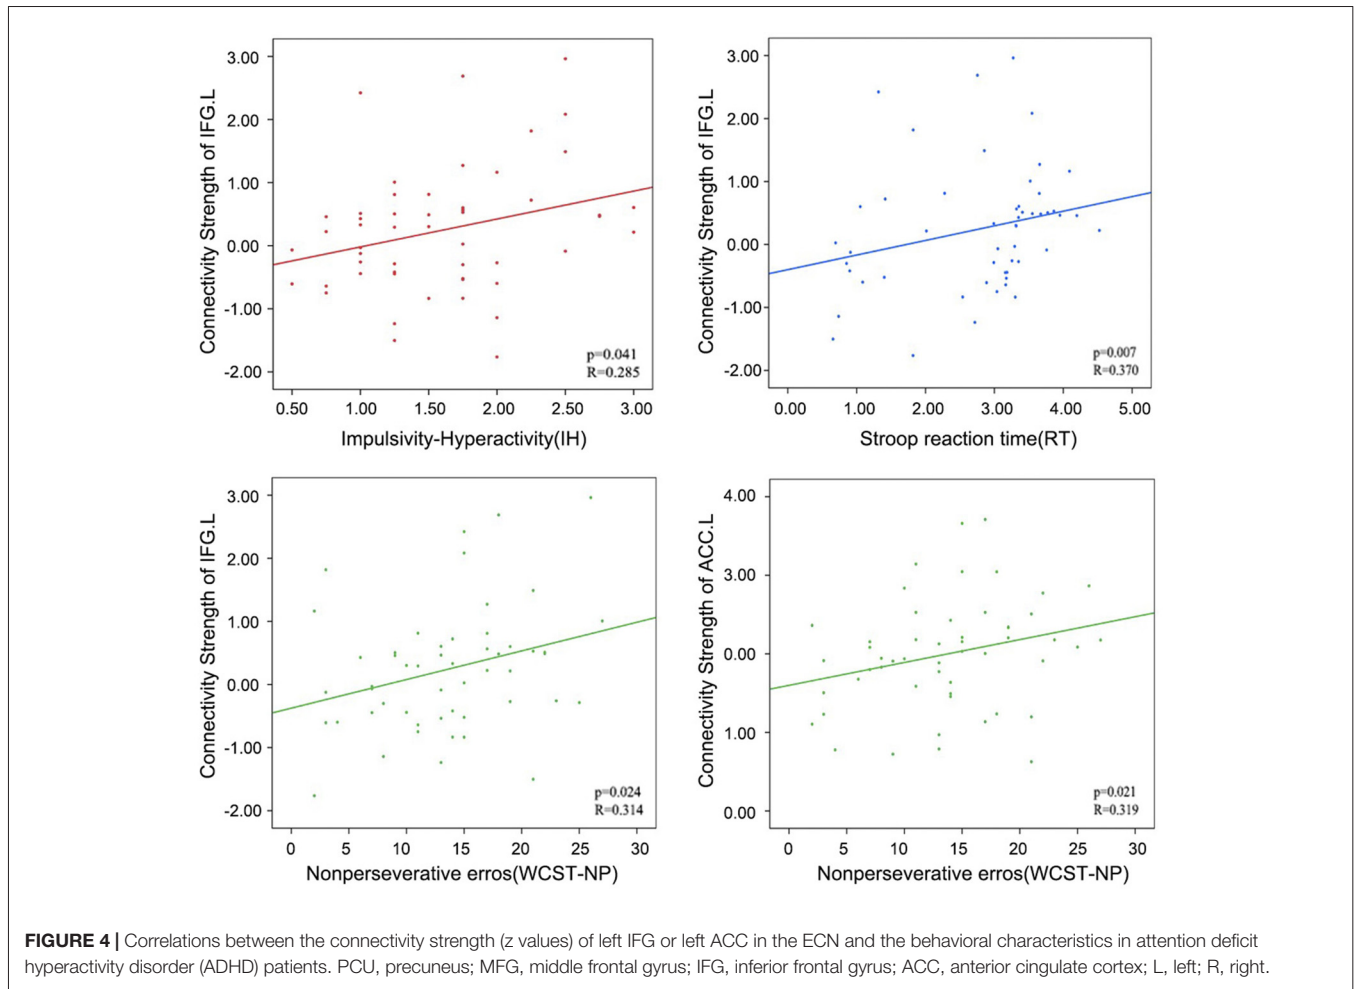 3.00
2.00
1.00
0.00
-1.00
-2.00
Connectivity Strength of IFG.L
p=0.041
R=0.285
0.50 1.00 1.50 2.00 2.50 3.00
Impulsivity-Hyperactivity(IH)
3.00
2.00
1.00
0.00
-1.00
-2.00
Connectivity Strength of IFG.L
p=0.007
R=0.370
0.00 1.00 2.00 3.00 4.00 5.00
Stroop reaction time(RT)
3.00
2.00
1.00
0.00
-1.00
-2.00
Connectivity Strength of IFG.L
p=0.024
R=0.314
0 5 10 15 20 25 30
Nonperseverative erros(WCST-NP)
4.00
3.00
0.00
1.00
0.00
Connectivity Strength of ACC.L
p=0.021
R=0.319
0 5 10 15 20 25 30
Nonperseverative erros(WCST-NP)
FIGURE 4 | Correlations between the connectivity strength (z values) of left IFG or left ACC in the ECN and the behavioral characteristics in attention deficit
hyperactivity disorder (ADHD) patients. PCU, precuneus; MFG, middle frontal gyrus; IFG, inferior frontal gyrus; ACC, anterior cingulate cortex; L, left; R, right.